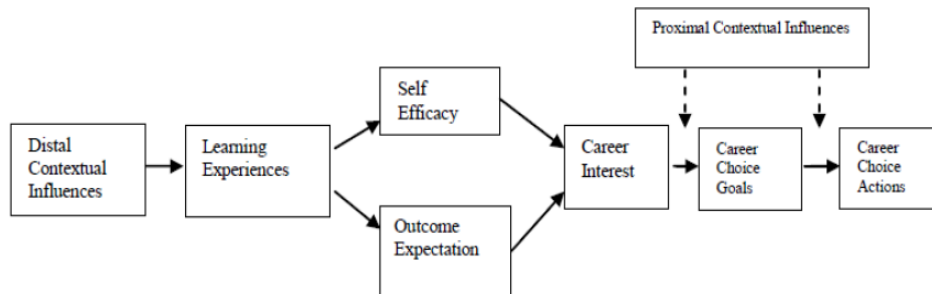 Proximal Contextual Influences
Self
Efficacy
Distal
Contextual
Influences
Learning
Experiences
Career
Interest
Career
Choice
Goals
Career
Choice
Actions
Outcome
Expectation